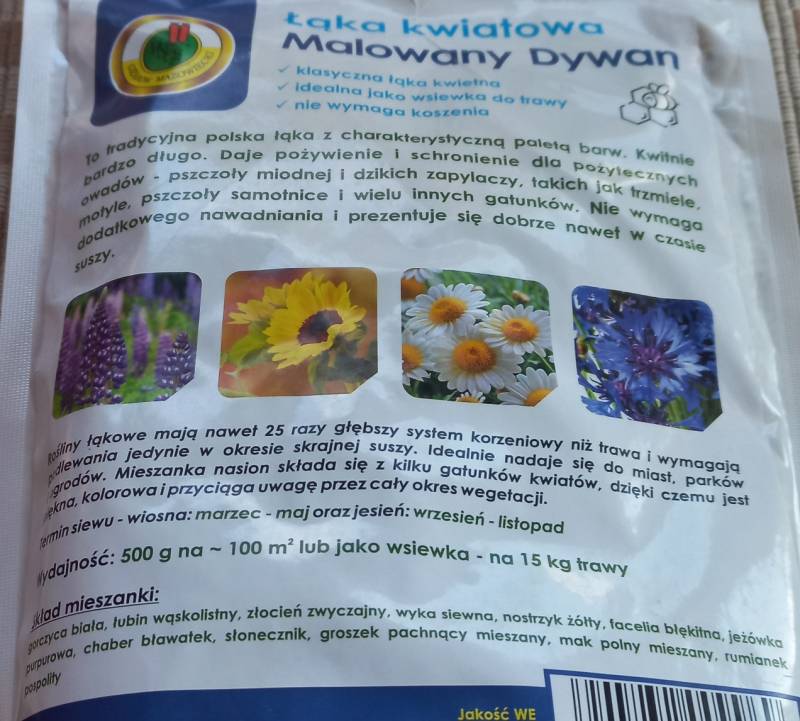 Łąka kwiatowa
Malowany Dywan
✓ klasyczna łąka kwietna
✓ idealna jako wsiewka do trawy
✓ nie wymaga koszenia
To tradycyjna polska łąka z charakterystyczną paletą barw. Kwitnie
bardzo długo. Daje pożywienie i schronienie dla pożytecznych
owadów - pszczoły miodnej i dzikich zapylaczy, takich jak trzmiele,
motyle, pszczoły samotnice i wielu innych gatunków. Nie wymaga
dodatkowego nawadniania i prezentuje się dobrze nawet w czasie
suszy.
Rośliny łąkowe mają nawet 25 razy głębszy system korzeniowy niż trawa i wymagają
podlewania jedynie w okresie skrajnej suszy. Idealnie nadaje się do miast, parków
ogrodów. Mieszanka nasion składa się z kilku gatunków kwiatów, dzięki czemu jest
piękna, kolorowa i przyciąga uwagę przez cały okres wegetacji.
Termin siewu - wiosna: marzec - maj oraz jesień: wrzesień - listopad
Wydajność: 500 g na ~ 100 m² lub jako wsiewka - na 15 kg trawy
Skład mieszanki:
gorczyca biała, łubin wąskolistny, złocień zwyczajny, wyka siewna, nostrzyk żółty, facelia błękitna, jeżówka
purpurowa, chaber bławatek, słonecznik, groszek pachnący mieszany, mak polny mieszany, rumianek
pospolity
Jakość WE